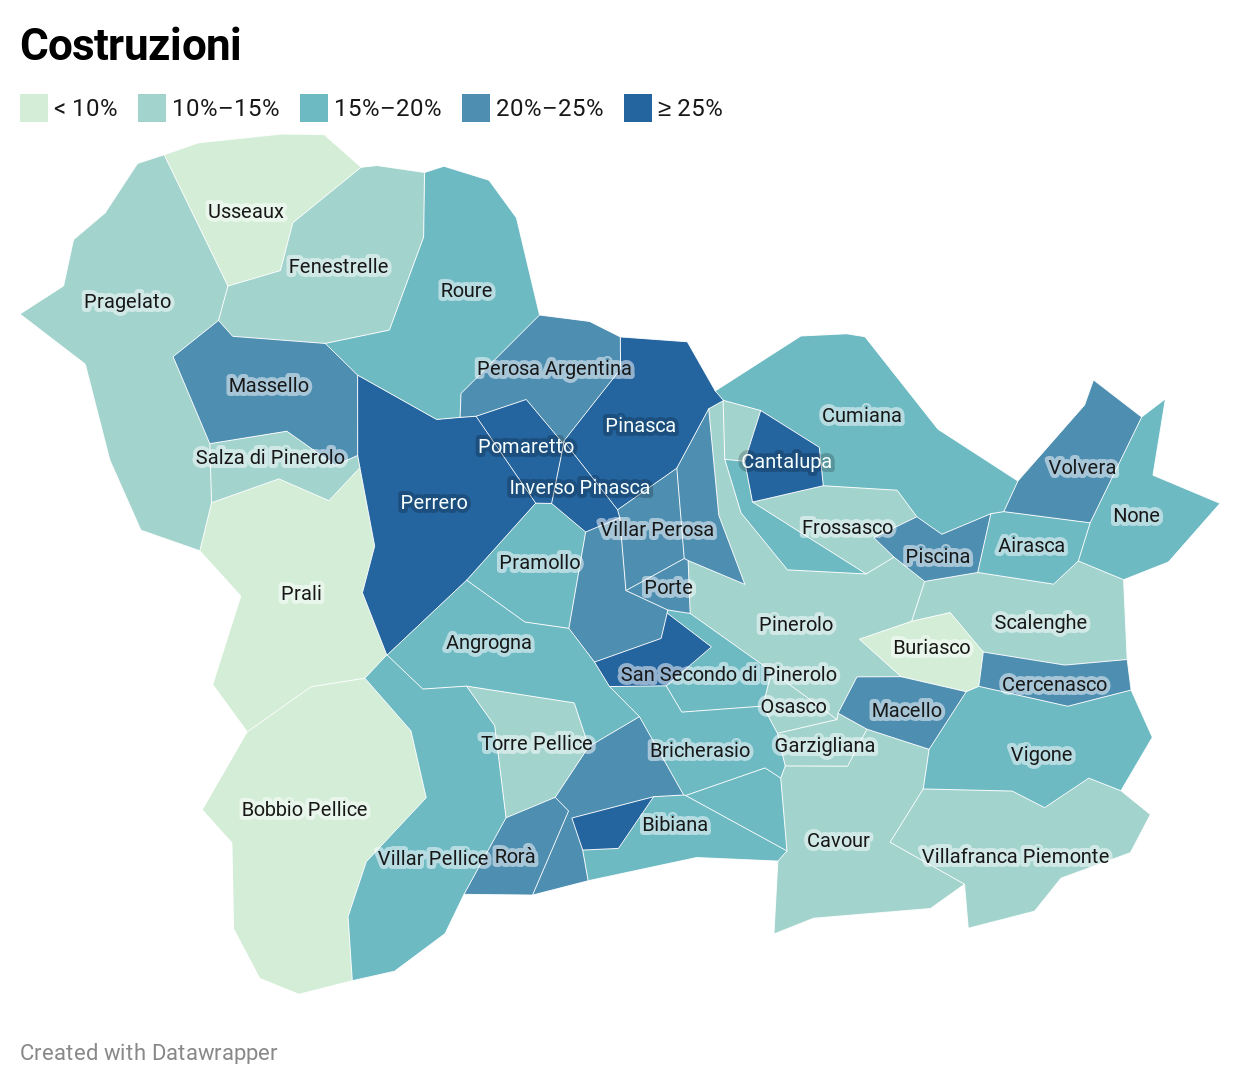 Costruzioni
< 10% 10%–15% 15%–20% 20%–25% ≥ 25%
Usseaux
Fenestrelle
Roure
Pragelato
Perosa Argentina
Massello
Cumiana
Pinasca
Pomaretto
Salza di Pinerolo
Cantalupa
Volvera
Inverso Pinasca
Perrero
None
Villar Perosa
Frossasco
Airasca
Piscina
Pramollo
Porte
Prali
Scalenghe
Pinerolo
Angrogna
Buriasco
San Secondo di Pinerolo
Cercenasco
Osasco
Macello
Torre Pellice
Garzigliana
Bricherasio
Vigone
Bobbio Pellice
Bibiana
Cavour
Villar Pellice
Rorà
Villafranca Piemonte
Created with Datawrapper